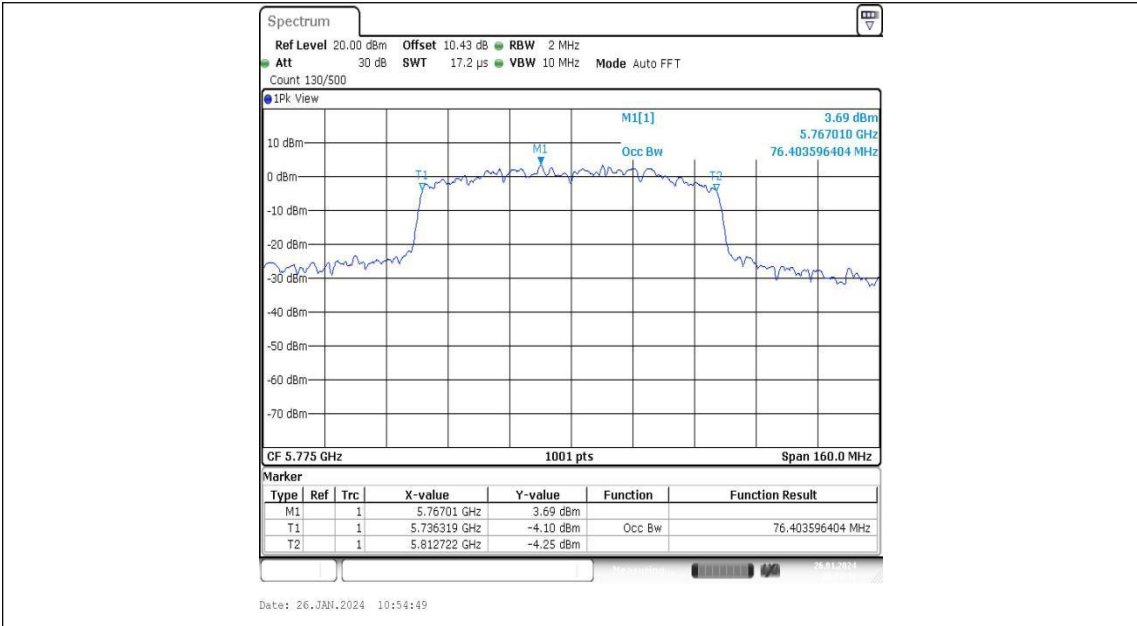 Spectrum
Ref Level 20.00 dBm Offset 10.43 dB RBW 2 MHz
Att 30 dB SWT 17.2 µs VBW 10 MHz Mode Auto FFT
Count 130/500
1Pk View
M1[1] 3.69 dBm
5.767010 GHz
Occ Bw 76.403596404 MHz
10 dBm
M1
0 dBm
T1
T2
-10 dBm
-20 dBm
-30 dBm
-40 dBm
-50 dBm
-60 dBm
-70 dBm
CF 5.775 GHz 1001 pts Span 160.0 MHz
Marker
Type Ref Trc X-value Y-value Function Function Result
M1 1 5.76701 GHz 3.69 dBm
T1 1 5.736319 GHz -4.10 dBm Occ Bw 76.403596404 MHz
T2 1 5.812722 GHz -4.25 dBm
Measuring 26.01.2024
Date: 26.JAN.2024 10:54:49